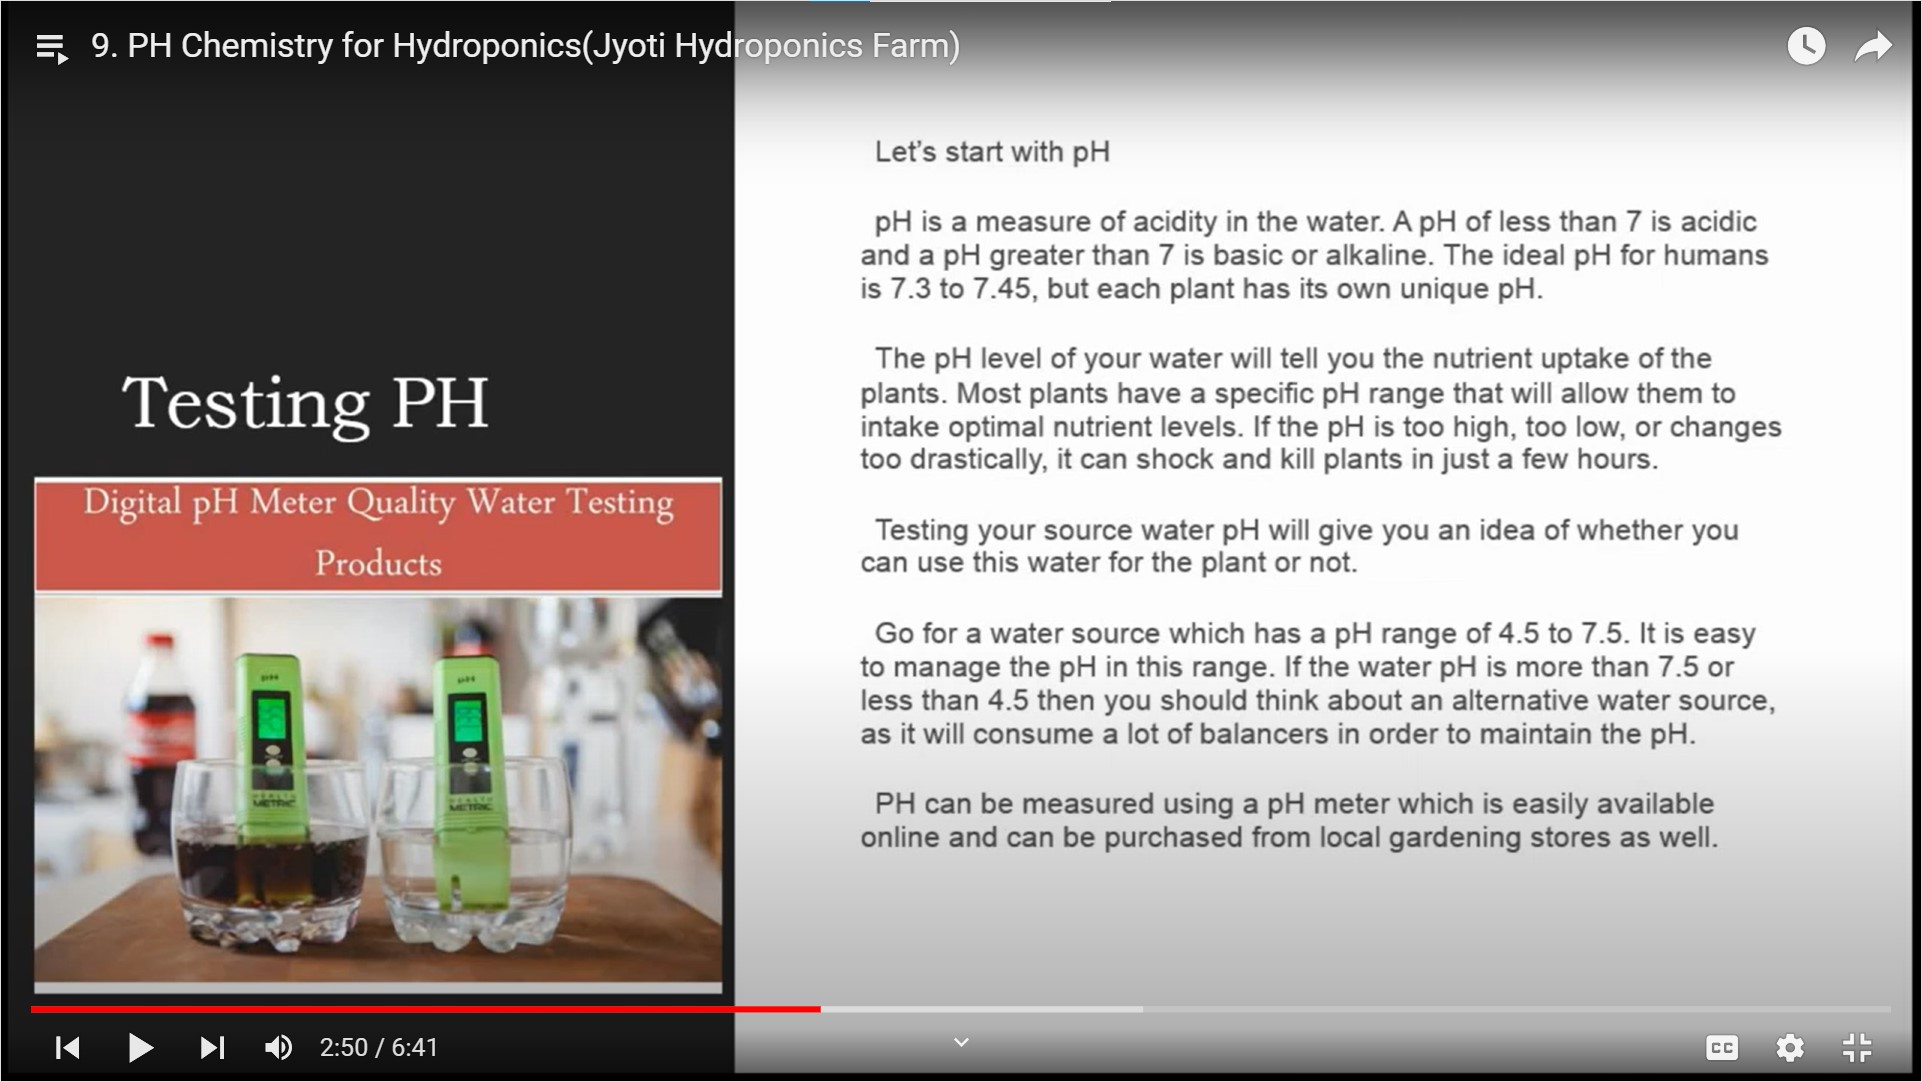 9. PH Chemistry for Hydroponics(Jyoti Hydroponics Farm)
Testing PH
Digital pH Meter Quality Water Testing
Products
pH
pH
HEALTH
METRIC
HEALTH
METRIC
Let's start with pH
pH is a measure of acidity in the water. A pH of less than 7 is acidic
and a pH greater than 7 is basic or alkaline. The ideal pH for humans
is 7.3 to 7.45, but each plant has its own unique pH.
The pH level of your water will tell you the nutrient uptake of the
plants. Most plants have a specific pH range that will allow them to
intake optimal nutrient levels. If the pH is too high, too low, or changes
too drastically, it can shock and kill plants in just a few hours.
Testing your source water pH will give you an idea of whether you
can use this water for the plant or not.
Go for a water source which has a pH range of 4.5 to 7.5. It is easy
to manage the pH in this range. If the water pH is more than 7.5 or
less than 4.5 then you should think about an alternative water source,
as it will consume a lot of balancers in order to maintain the pH.
PH can be measured using a pH meter which is easily available
online and can be purchased from local gardening stores as well.
2:50 / 6:41
CC